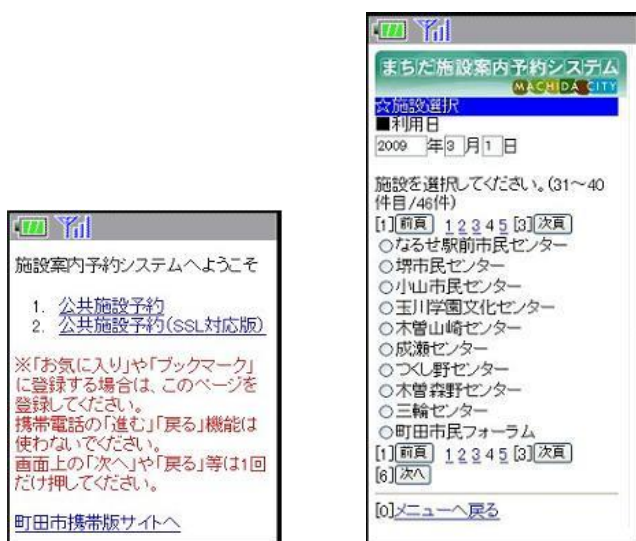 施設案内予約システムへようこそ
1. 公共施設予約
2. 公共施設予約(SSL対応版)
※「お気に入り」や「ブックマーク」
に登録する場合は、このページを
登録してください。
携帯電話の「進む」「戻る」機能は
使わないでください。
画面上の「次へ」や「戻る」等は1回
だけ押してください。
町田市携帯版サイトへ
まちだ施設案内予約システム
MACHIDA CITY
☆施設選択
■利用日
2009 年3 月1 日
施設を選択してください。(31～40
件目/46件)
[1]前頁 1 2 3 4 5 [3]次頁
○なるせ駅前市民センター
○堺市民センター
○小山市民センター
○玉川学園文化センター
○木曽山崎センター
○成瀬センター
○つくし野センター
○木曽森野センター
○三輪センター
○町田市民フォーラム
[1]前頁 1 2 3 4 5 [3]次頁
[6]次へ
[0]メニューへ戻る